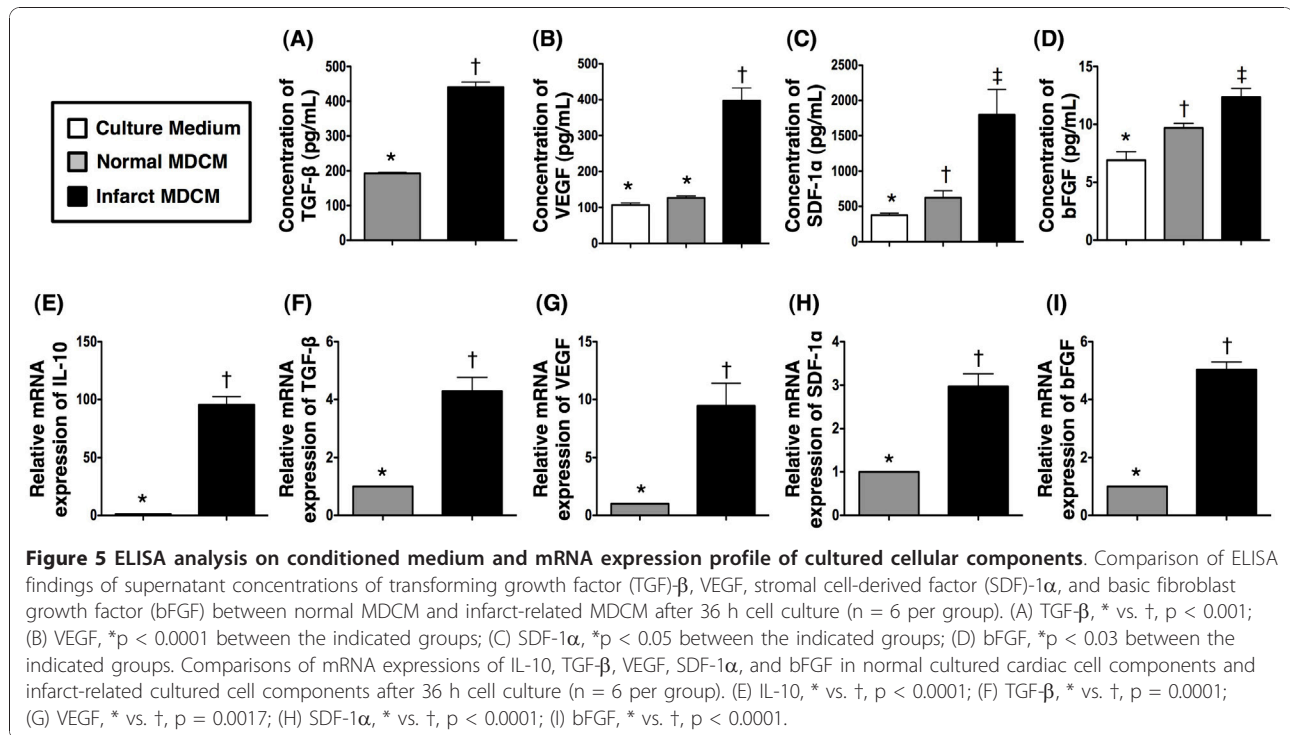 (A)
Concentration of
TGF-β (pg/mL)
500
400
300
200
100
0
*
†
(B)
Concentration of
VEGF (pg/mL)
500
400
300
200
100
0
*
*
†
(C)
Concentration of
SDF-1α (pg/mL)
2500
2000
1500
1000
500
0
*
†
‡
(D)
Concentration of
bFGF (pg/mL)
15
10
5
0
*
†
‡
Culture Medium
Normal MDCM
Infarct MDCM
(E)
Relative mRNA
expression of IL-10
150
100
50
0
*
†
(F)
Relative mRNA
expression of TGF-β
6
4
2
0
*
†
(G)
Relative mRNA
expression of VEGF
15
10
5
0
*
†
(H)
Relative mRNA
expression of SDF-1α
4
3
2
1
0
*
†
(I)
Relative mRNA
expression of bFGF
6
4
2
0
*
†
Figure 5 ELISA analysis on conditioned medium and mRNA expression profile of cultured cellular components. Comparison of ELISA
findings of supernatant concentrations of transforming growth factor (TGF)-β, VEGF, stromal cell-derived factor (SDF)-1α, and basic fibroblast
growth factor (bFGF) between normal MDCM and infarct-related MDCM after 36 h cell culture (n = 6 per group). (A) TGF-β, * vs. †, p < 0.001;
(B) VEGF, *p < 0.0001 between the indicated groups; (C) SDF-1α, *p < 0.05 between the indicated groups; (D) bFGF, *p < 0.03 between the
indicated groups. Comparisons of mRNA expressions of IL-10, TGF-β, VEGF, SDF-1α, and bFGF in normal cultured cardiac cell components and
infarct-related cultured cell components after 36 h cell culture (n = 6 per group). (E) IL-10, * vs. †, p < 0.0001; (F) TGF-β, * vs. †, p = 0.0001;
(G) VEGF, * vs. †, p = 0.0017; (H) SDF-1α, * vs. †, p < 0.0001; (I) bFGF, * vs. †, p < 0.0001.